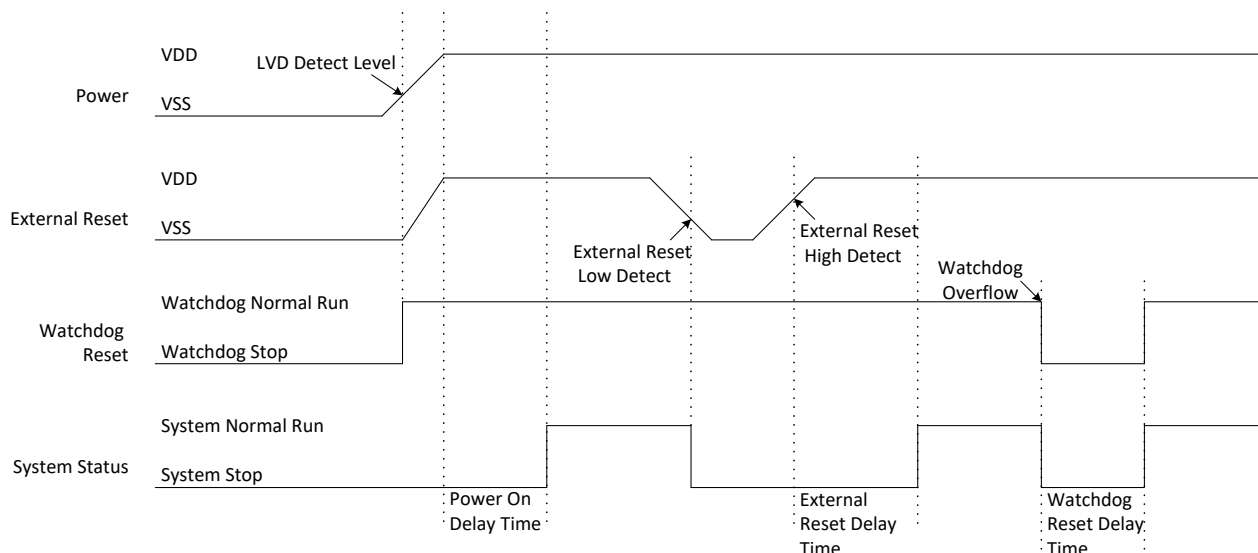 VDD
LVD Detect Level
Power
VSS
VDD
External Reset
VSS
External Reset
Low Detect
External Reset
High Detect
Watchdog
Overflow
Watchdog Normal Run
Watchdog
Reset
Watchdog Stop
System Normal Run
System Status
System Stop
Power On
Delay Time
External
Reset Delay
Time
Watchdog
Reset Delay
Time